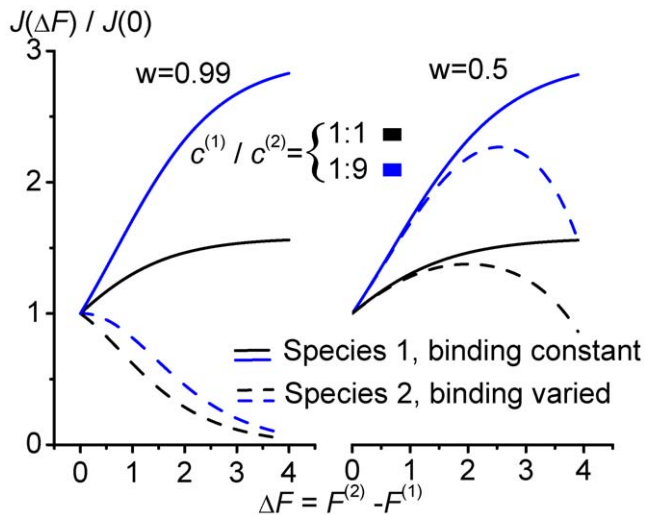 J(ΔF) / J(0)
3
2
1
0
w=0.99
w=0.5
c⁽¹⁾ / c⁽²⁾= { 1:1
1:9
Species 1, binding constant
Species 2, binding varied
0 1 2 3 4
0 1 2 3 4
ΔF = F⁽²⁾ -F⁽¹⁾